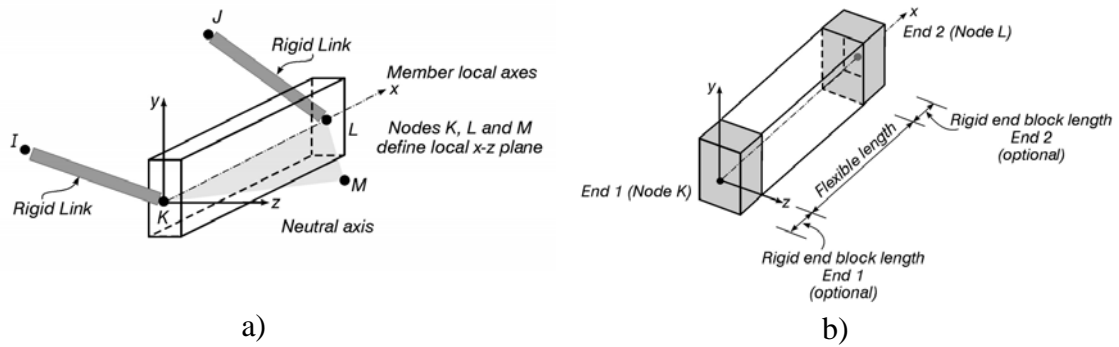 J
Rigid Link
Member local axes
x
y
L
Nodes K, L and M
define local x-z plane
I
M
K
z
Rigid Link
Neutral axis
a)
x
End 2 (Node L)
y
Rigid end block length
End 2
(optional)
Flexible length
End 1 (Node K)
z
Rigid end block length
End 1
(optional)
b)